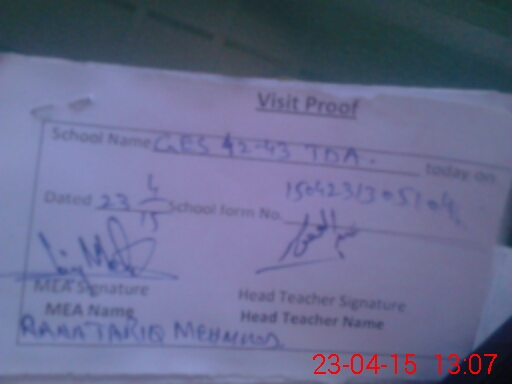 Visit Proof
School Name GES 42-43 TDA. today on
Dated 23 4/15 School form No.
MEA Signature Head Teacher Signature
MEA Name Head Teacher Name
RANA TARIQ MEHMOOD
23-04-15 13:07